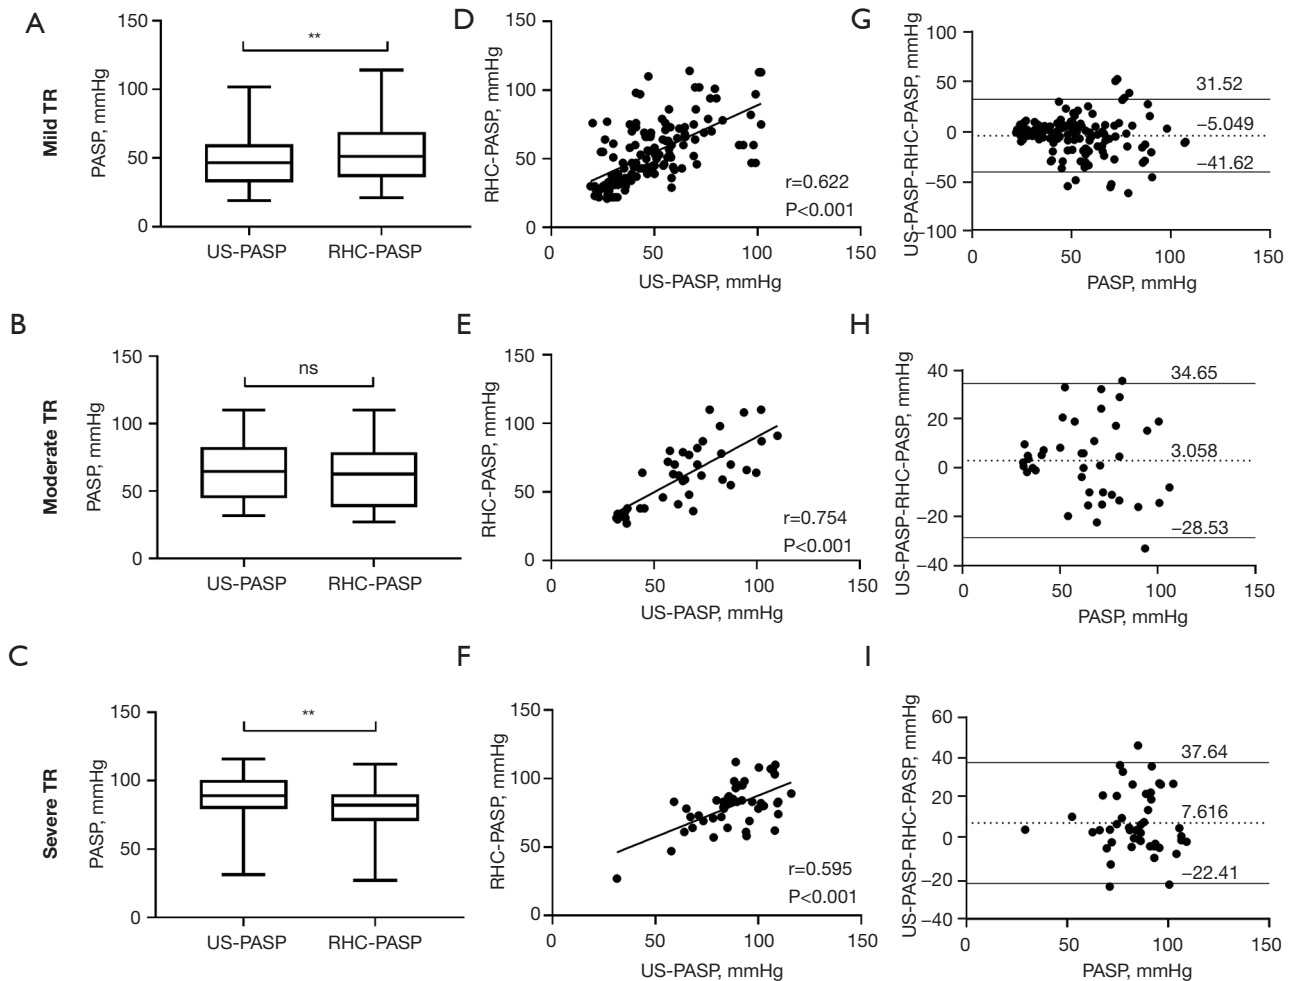 A
Mild TR
PASP, mmHg
150
100
50
0
**
US-PASP
RHC-PASP
D
RHC-PASP, mmHg
150
100
50
0
r=0.622
P<0.001
0
50
100
150
US-PASP, mmHg
G
US-PASP-RHC-PASP, mmHg
100
50
0
−50
−100
31.52
−5.049
−41.62
0
50
100
150
PASP, mmHg
B
Moderate TR
PASP, mmHg
150
100
50
0
ns
US-PASP
RHC-PASP
E
RHC-PASP, mmHg
150
100
50
0
r=0.754
P<0.001
0
50
100
150
US-PASP, mmHg
H
US-PASP-RHC-PASP, mmHg
40
20
0
−20
−40
34.65
3.058
−28.53
0
50
100
150
PASP, mmHg
C
Severe TR
PASP, mmHg
150
100
50
0
**
US-PASP
RHC-PASP
F
RHC-PASP, mmHg
150
100
50
0
r=0.595
P<0.001
0
50
100
150
US-PASP, mmHg
I
US-PASP-RHC-PASP, mmHg
60
40
20
0
−20
−40
37.64
7.616
−22.41
0
50
100
150
PASP, mmHg